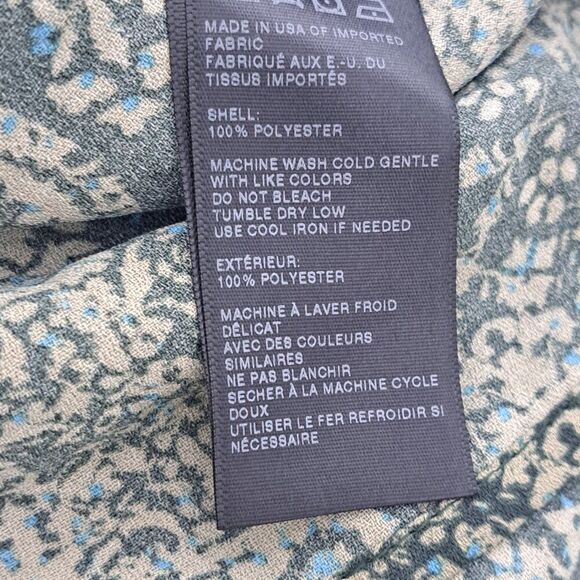 MADE IN USA OF IMPORTED
FABRIC
FABRIQUÉ AUX E.-U. DU
TISSUS IMPORTÉS
SHELL:
100% POLYESTER
MACHINE WASH COLD GENTLE
WITH LIKE COLORS
DO NOT BLEACH
TUMBLE DRY LOW
USE COOL IRON IF NEEDED
EXTÉRIEUR:
100% POLYESTER
MACHINE À LAVER FROID
DÉLICAT
AVEC DES COULEURS
SIMILAIRES
NE PAS BLANCHIR
SECHER À LA MACHINE CYCLE
DOUX
UTILISER LE FER REFROIDIR SI
NÉCESSAIRE